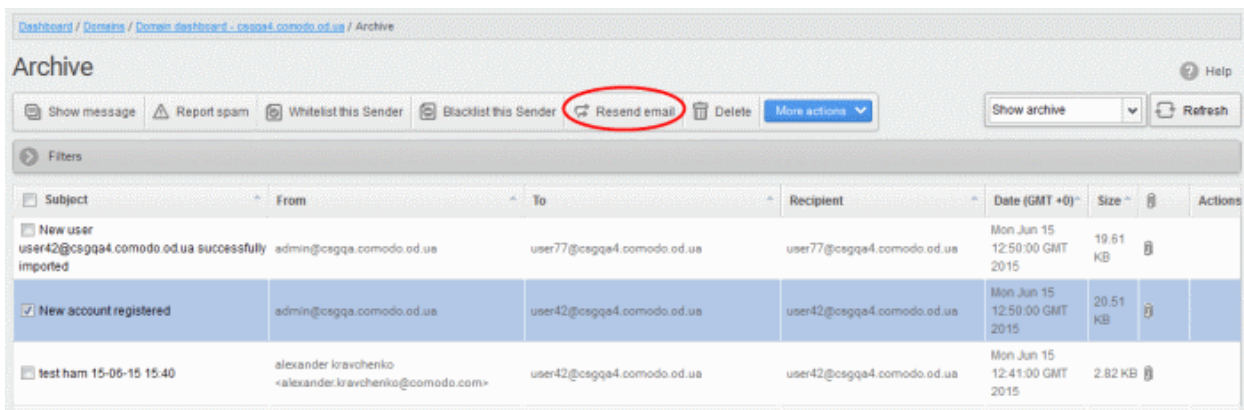 Dashboard / Domains / Domain dashboard - csgqa4.comodo.od.ua / Archive
Archive
Help
Show message Report spam Whitelist this Sender Blacklist this Sender Resend email Delete More actions Show archive Refresh
Filters
Subject From To Recipient Date (GMT +0) Size Actions
New user
user42@csgqa4.comodo.od.ua successfully
imported
admin@csgqa.comodo.od.ua
user77@csgqa4.comodo.od.ua
user77@csgqa4.comodo.od.ua
Mon Jun 15
12:50:00 GMT
2015
19.61
KB
New account registered
admin@csgqa.comodo.od.ua
user42@csgqa4.comodo.od.ua
user42@csgqa4.comodo.od.ua
Mon Jun 15
12:50:00 GMT
2015
20.51
KB
test ham 15-06-15 15:40
alexander kravchenko
<alexander.kravchenko@comodo.com>
user42@csgqa4.comodo.od.ua
user42@csgqa4.comodo.od.ua
Mon Jun 15
12:41:00 GMT
2015
2.82 KB